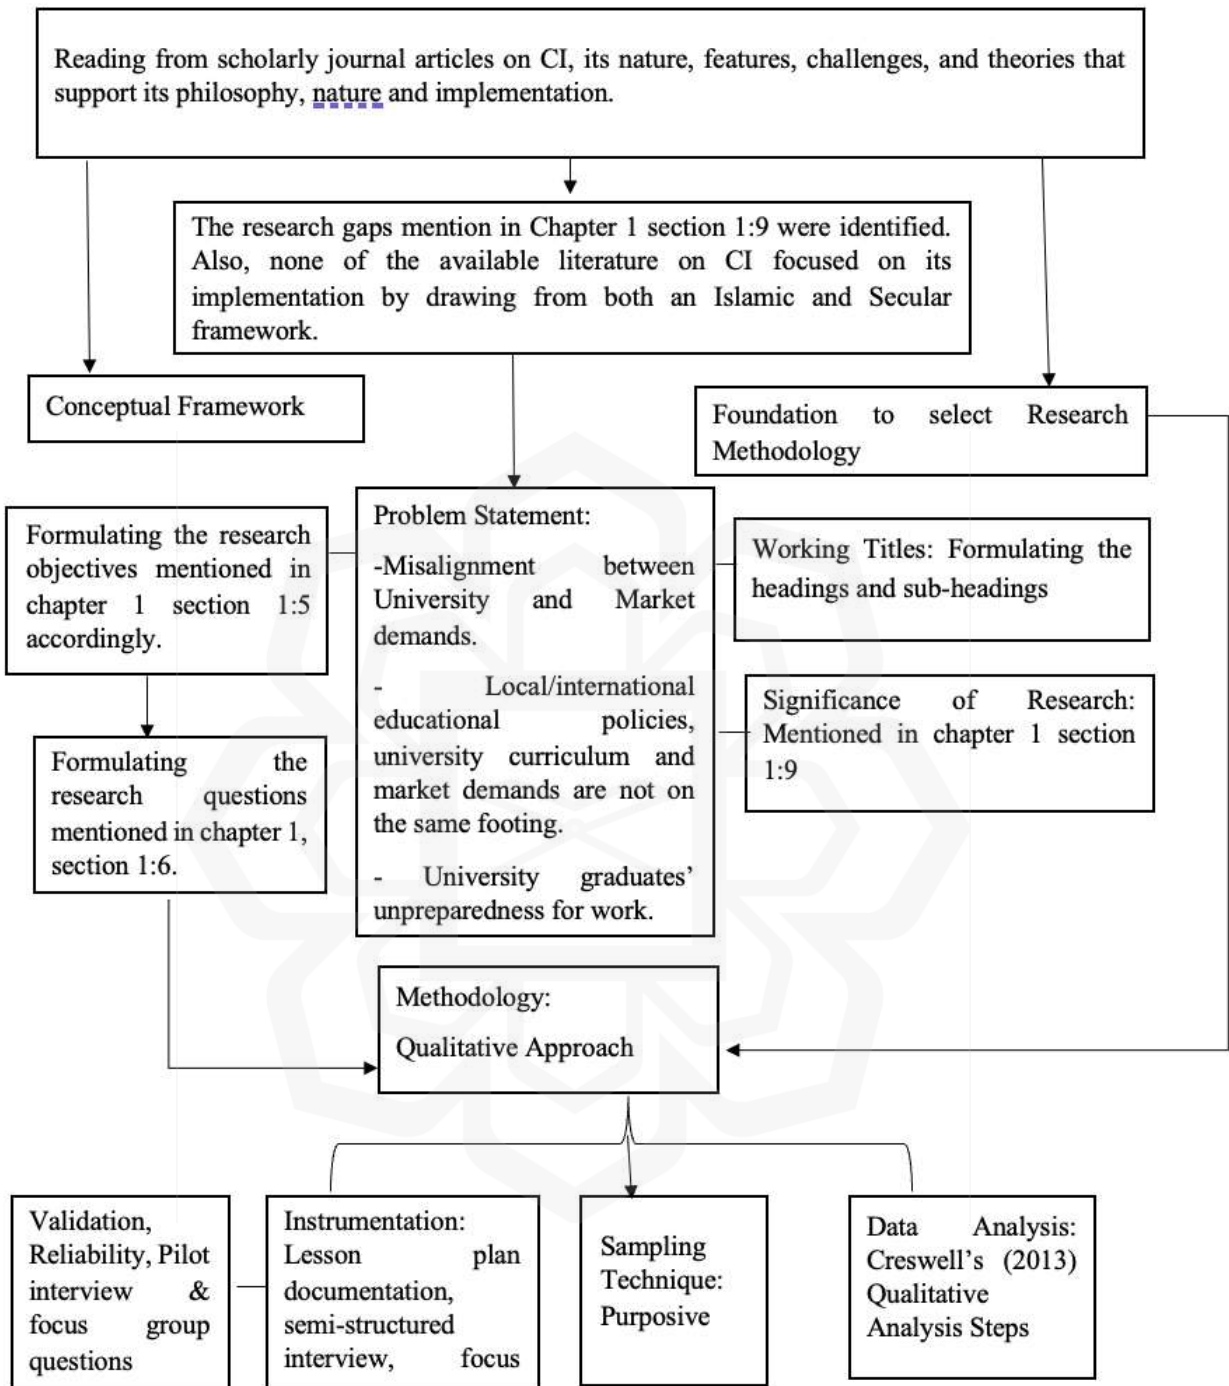 Reading from scholarly journal articles on CI, its nature, features, challenges, and theories that
support its philosophy, nature and implementation.
The research gaps mention in Chapter 1 section 1:9 were identified.
Also, none of the available literature on CI focused on its
implementation by drawing from both an Islamic and Secular
framework.
Conceptual Framework
Foundation to select Research
Methodology
Formulating the research
objectives mentioned in
chapter 1 section 1:5
accordingly.
Problem Statement:
-Misalignment between
University and Market
demands.
- Local/international
educational policies,
university curriculum and
market demands are not on
the same footing.
- University graduates’
unpreparedness for work.
Working Titles: Formulating the
headings and sub-headings
Significance of Research:
Mentioned in chapter 1 section
1:9
Formulating the
research questions
mentioned in chapter 1,
section 1:6.
Methodology:
Qualitative Approach
Validation,
Reliability, Pilot
interview &
focus group
questions
Instrumentation:
Lesson plan
documentation,
semi-structured
interview, focus
Sampling
Technique:
Purposive
Data Analysis:
Creswell’s (2013)
Qualitative
Analysis Steps